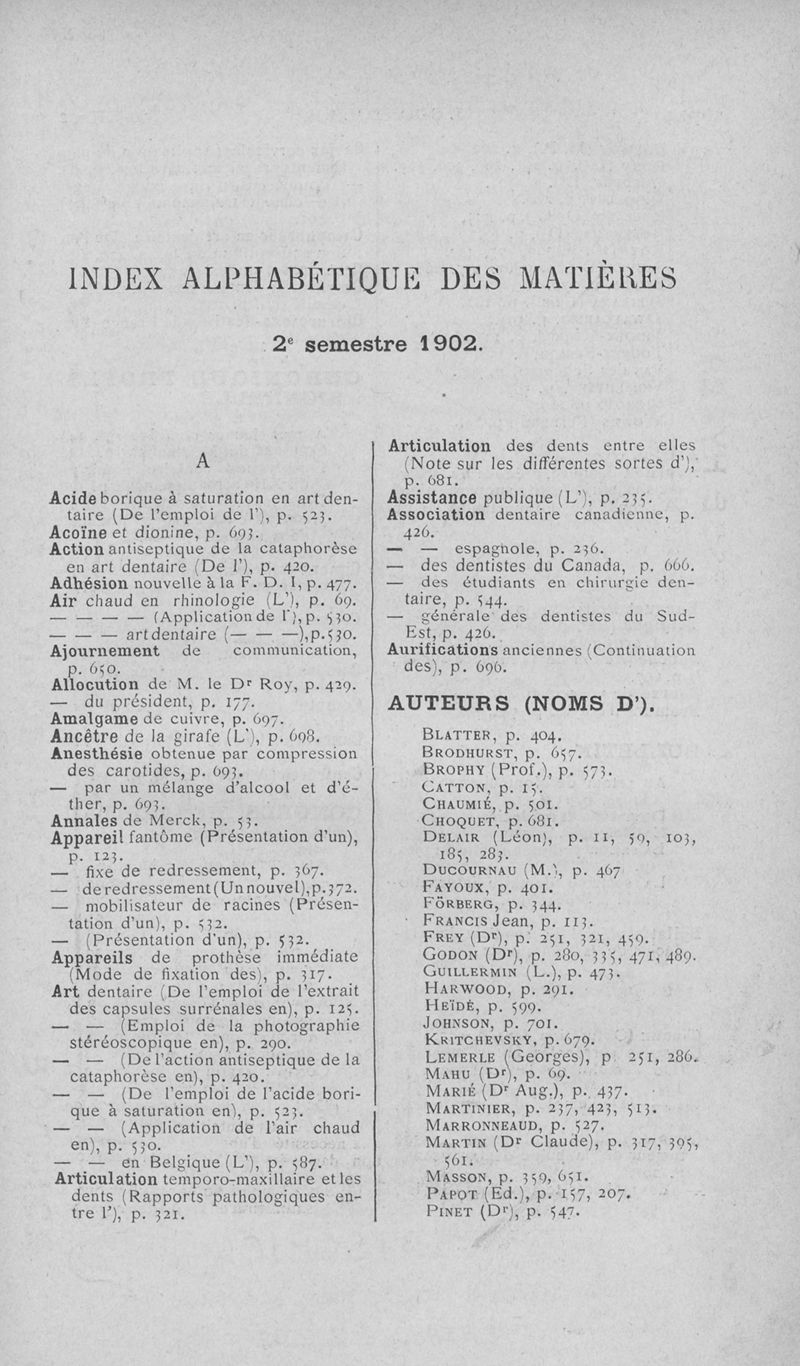 INDEX ALPHABÉTIQUE DES MATIÈRES
2e semestre 1902.
A
Acide borique à saturation en art den-
taire (De l'emploi de l'), p. 523.
Acoïne et dionine, p. 693.
Action antiseptique de la cataphorèse
en art dentaire (De l'), p. 420.
Adhésion nouvelle à la F. D. I, p. 477.
Air chaud en rhinologie (L'), p. 69.
— — — — (Application de l'), p. 530.
— — — art dentaire (— — —), p. 530.
Ajournement de communication,
p. 650.
Allocution de M. le Dr Roy, p. 429.
— du président, p. 177.
Amalgame de cuivre, p. 697.
Ancêtre de la girafe (L'), p. 698.
Anesthésie obtenue par compression
des carotides, p. 693.
— par un mélange d'alcool et d'é-
ther, p. 693.
Annales de Merck, p. 53.
Appareil fantôme (Présentation d'un),
p. 123.
— fixe de redressement, p. 367.
— de redressement (Un nouvel), p. 372.
— mobilisateur de racines (Présen-
tation d'un), p. 532.
— (Présentation d'un), p. 532.
Appareils de prothèse immédiate
(Mode de fixation des), p. 317.
Art dentaire (De l'emploi de l'extrait
des capsules surrénales en), p. 125.
— — (Emploi de la photographie
stéréoscopique en), p. 290.
— — (De l'action antiseptique de la
cataphorèse en), p. 420.
— — (De l'emploi de l'acide bori-
que à saturation en), p. 523.
— — (Application de l'air chaud
en), p. 530.
— — en Belgique (L'), p. 587.
Articulation temporo-maxillaire et les
dents (Rapports pathologiques en-
tre l'), p. 321.
Articulation des dents entre elles
(Note sur les différentes sortes d'),
p. 681.
Assistance publique (L'), p. 235.
Association dentaire canadienne, p.
426.
— — espagnole, p. 236.
— des dentistes du Canada, p. 666.
— des étudiants en chirurgie den-
taire, p. 544.
— générale des dentistes du Sud-
Est, p. 426.
Aurifications anciennes (Continuation
des), p. 696.
AUTEURS (NOMS D').
BLATTER, p. 404.
BRODHURST, p. 657.
BROPHY (Prof.), p. 573.
CATTON, p. 15.
CHAUMIÉ, p. 501.
CHOQUET, p. 681.
DELAIR (Léon), p. 11, 59, 103,
185, 283.
DUCOURNAU (M.), p. 467
FAYOUX, p. 401.
FÖRBERG, p. 344.
FRANCIS Jean, p. 113.
FREY (Dr), p. 251, 321, 459.
GODON (Dr), p. 280, 335, 471, 489.
GUILLERMIN (L.), p. 473.
HARWOOD, p. 291.
HEÏDÉ, p. 599.
JOHNSON, p. 701.
KRITCHEVSKY, p. 679.
LEMERLE (Georges), p 251, 286.
MAHU (Dr), p. 69.
MARIÉ (Dr Aug.), p. 437.
MARTINIER, p. 237, 423, 513.
MARRONNEAUD, p. 527.
MARTIN (Dr Claude), p. 317, 395,
561.
MASSON, p. 359, 651.
PAPOT (Ed.), p. 157, 207.
PINET (Dr), p. 547.